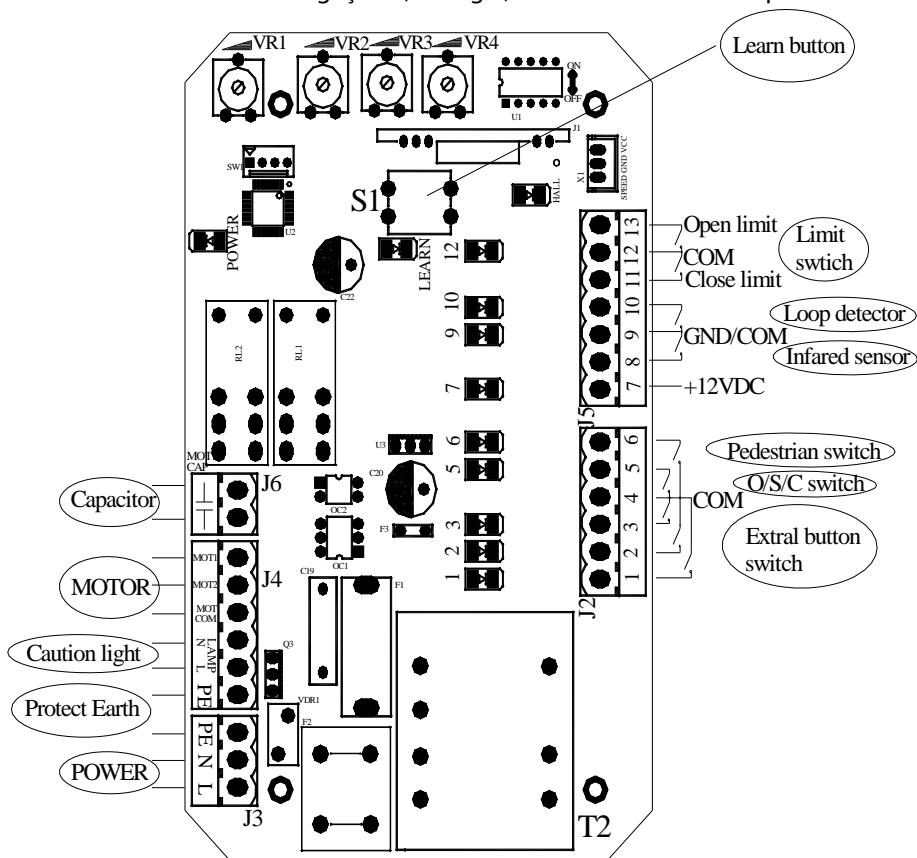 VR1 VR2 VR3 VR4
Learn button
ON
OFF
U1
J1
SW1
U2
S1
HALL
X1
SPEED GND VCC
POWER
LEARN
C22
12
10
9
7
6
5
3
2
1
RL2
RL1
U3
C20
OC2
OC1
F3
C19
F1
Q3
VDR1
F2
T2
13
12
11
10
9
8
7
J5
Open limit
COM
Close limit
Limit
swtich
Loop detector
GND/COM
Infared sensor
+12VDC
6
5
4
3
2
1
J2
Pedestrian switch
O/S/C switch
COM
Extral button
switch
MOT
CAP
J6
Capacitor
MOT1
MOT2
MOT
COM
J4
MOTOR
LAMP
N
L
Caution light
PE
Protect Earth
PE
N
L
POWER
J3